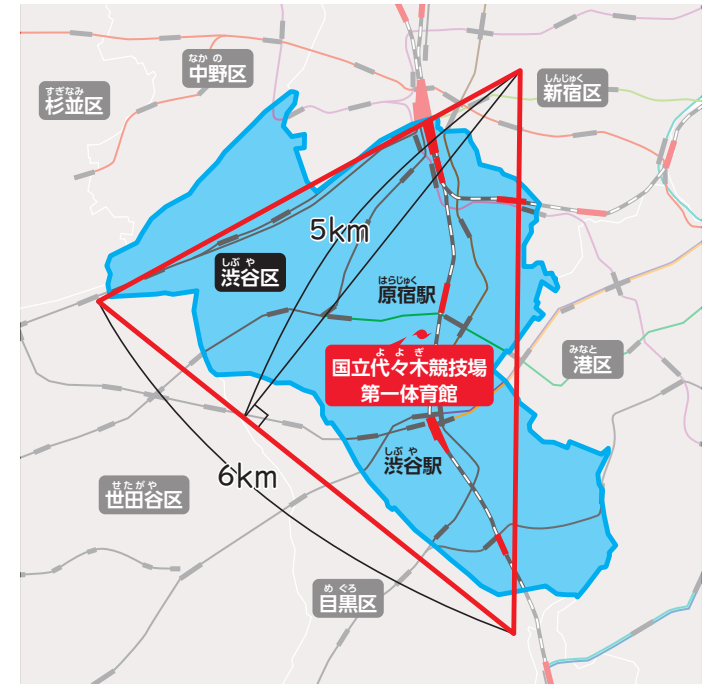 なかの
中野区
すぎなみ
杉並区
しんじゅく
新宿区
5km
しぶや
渋谷区
はらじゅく
原宿駅
よよぎ
国立代々木競技場
第一体育館
みなと
港区
しぶや
渋谷駅
6km
せたがや
世田谷区
めぐろ
目黒区